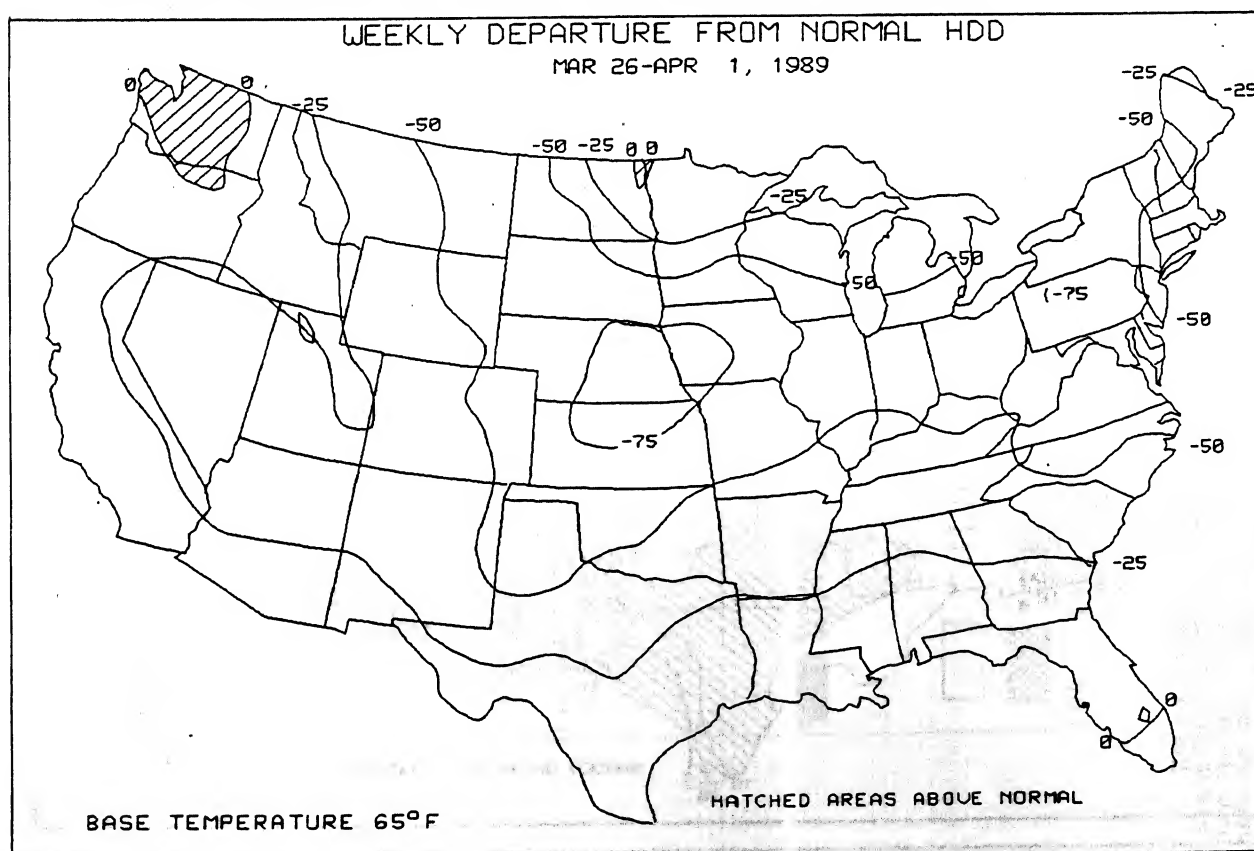 WEEKLY DEPARTURE FROM NORMAL HDD
MAR 26-APR 1, 1989
0 0 -25 -50 -50 -25 0 0 -25 -25
-50
-25
-50
-50
(-75
-50
-75
-50
-25
0
0
HATCHED AREAS ABOVE NORMAL
BASE TEMPERATURE 65°F